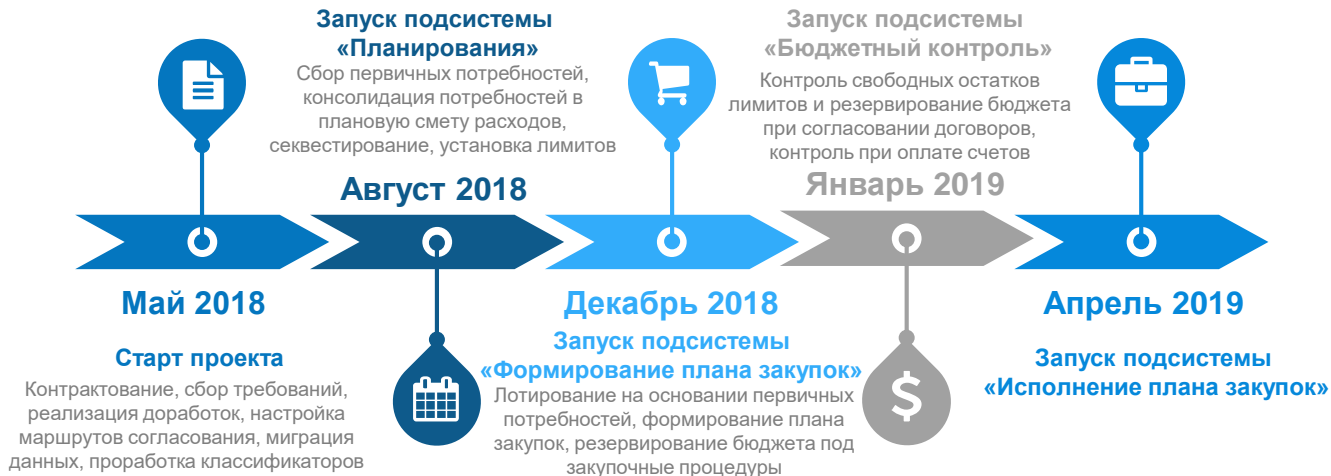 Май 2018
Старт проекта
Контрактование, сбор требований,
реализация доработок, настройка
маршрутов согласования, миграция
данных, проработка классификаторов
Запуск подсистемы
«Планирования»
Сбор первичных потребностей,
консолидация потребностей в
плановую смету расходов,
секвестирование, установка лимитов
Август 2018
Декабрь 2018
Запуск подсистемы
«Формирование плана закупок»
Лотирование на основании первичных
потребностей, формирование плана
закупок, резервирование бюджета под
закупочные процедуры
Запуск подсистемы
«Бюджетный контроль»
Контроль свободных остатков
лимитов и резервирование бюджета
при согласовании договоров,
контроль при оплате счетов
Январь 2019
$
Апрель 2019
Запуск подсистемы
«Исполнение плана закупок»